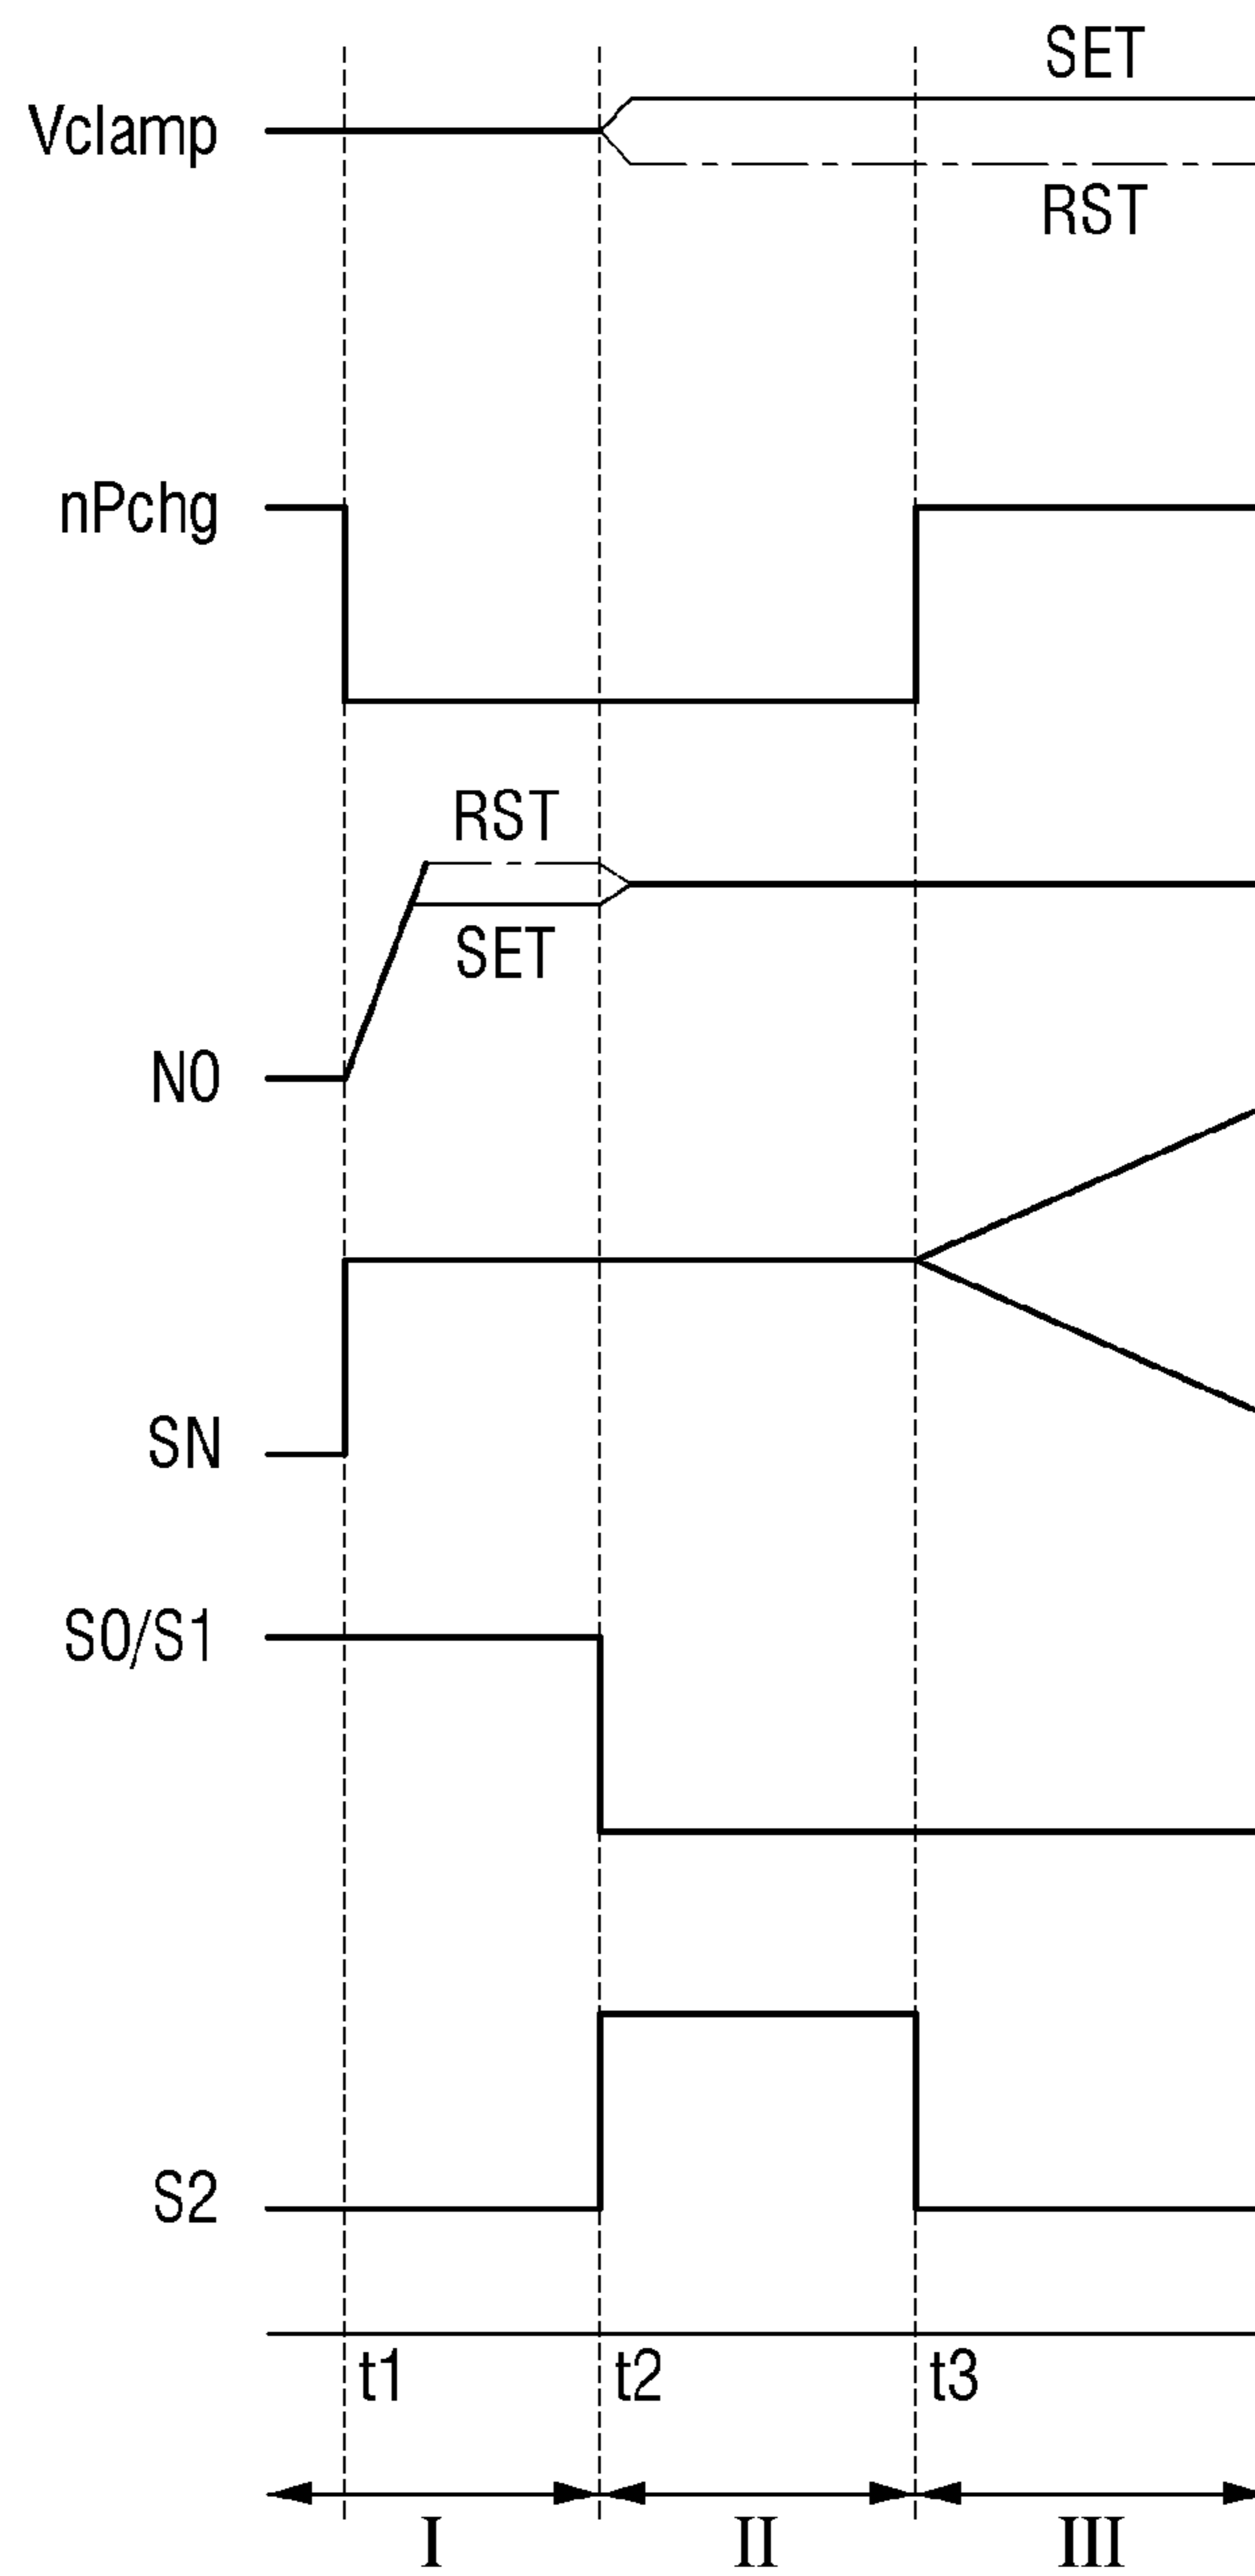 SET
Vclamp
RST
nPchg
RST
SET
N0
SN
S0/S1
S2
t1 t2 t3
I II III